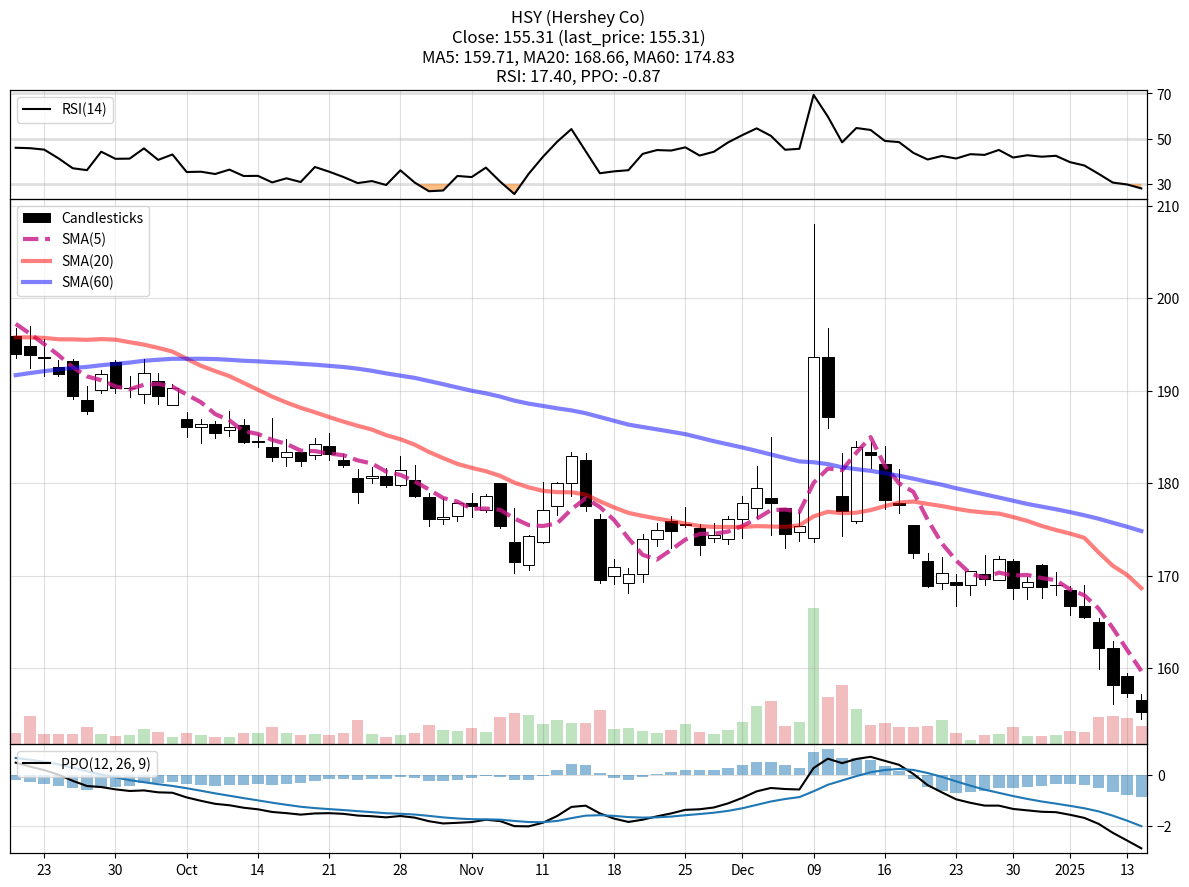 HSY (Hershey Co)
Close: 155.31 (last_price: 155.31)
MA5: 159.71, MA20: 168.66, MA60: 174.83
RSI: 17.40, PPO: -0.87
RSI(14)
70
50
30
Candlesticks
SMA(5)
SMA(20)
SMA(60)
210
200
190
180
170
160
PPO(12, 26, 9)
0
−2
23 30 Oct 14 21 28 Nov 11 18 25 Dec 09 16 23 30 2025 13